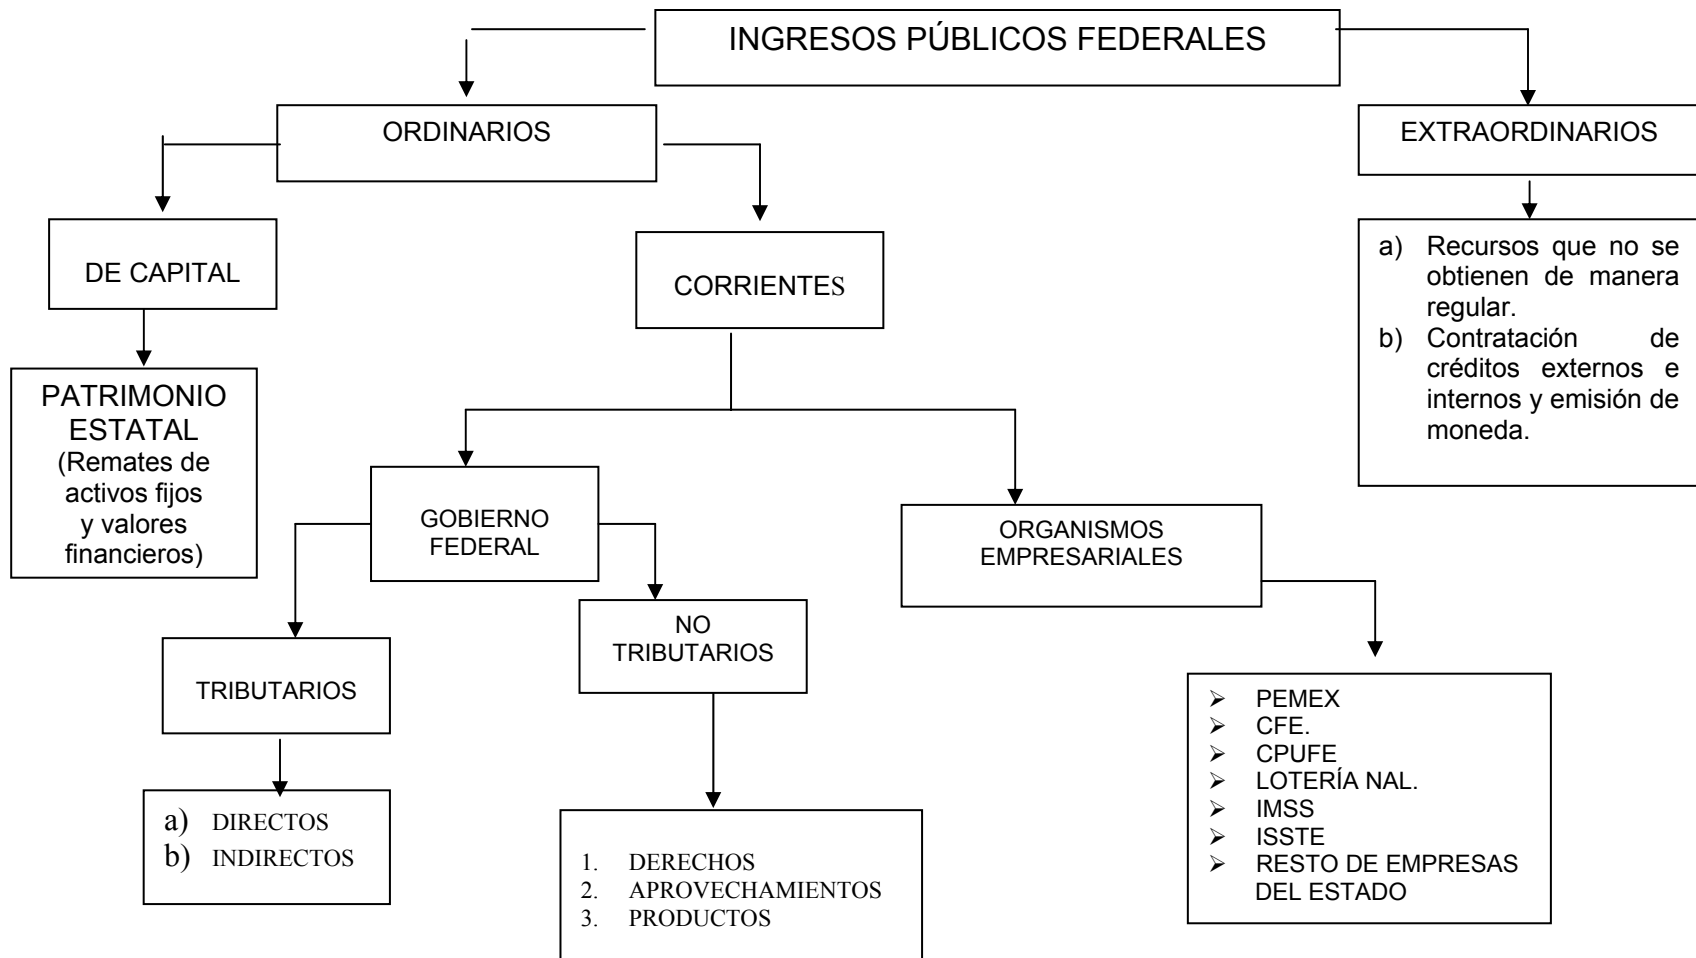 INGRESOS PÚBLICOS FEDERALES
ORDINARIOS
EXTRAORDINARIOS
DE CAPITAL
CORRIENTES
a) Recursos que no se
obtienen de manera
regular.
b) Contratación de
créditos externos e
internos y emisión de
moneda.
PATRIMONIO
ESTATAL
(Remates de
activos fijos
y valores
financieros)
GOBIERNO
FEDERAL
ORGANISMOS
EMPRESARIALES
NO
TRIBUTARIOS
TRIBUTARIOS
➢ PEMEX
➢ CFE.
➢ CPUFE
➢ LOTERÍA NAL.
➢ IMSS
➢ ISSTE
➢ RESTO DE EMPRESAS
DEL ESTADO
a) DIRECTOS
b) INDIRECTOS
1. DERECHOS
2. APROVECHAMIENTOS
3. PRODUCTOS